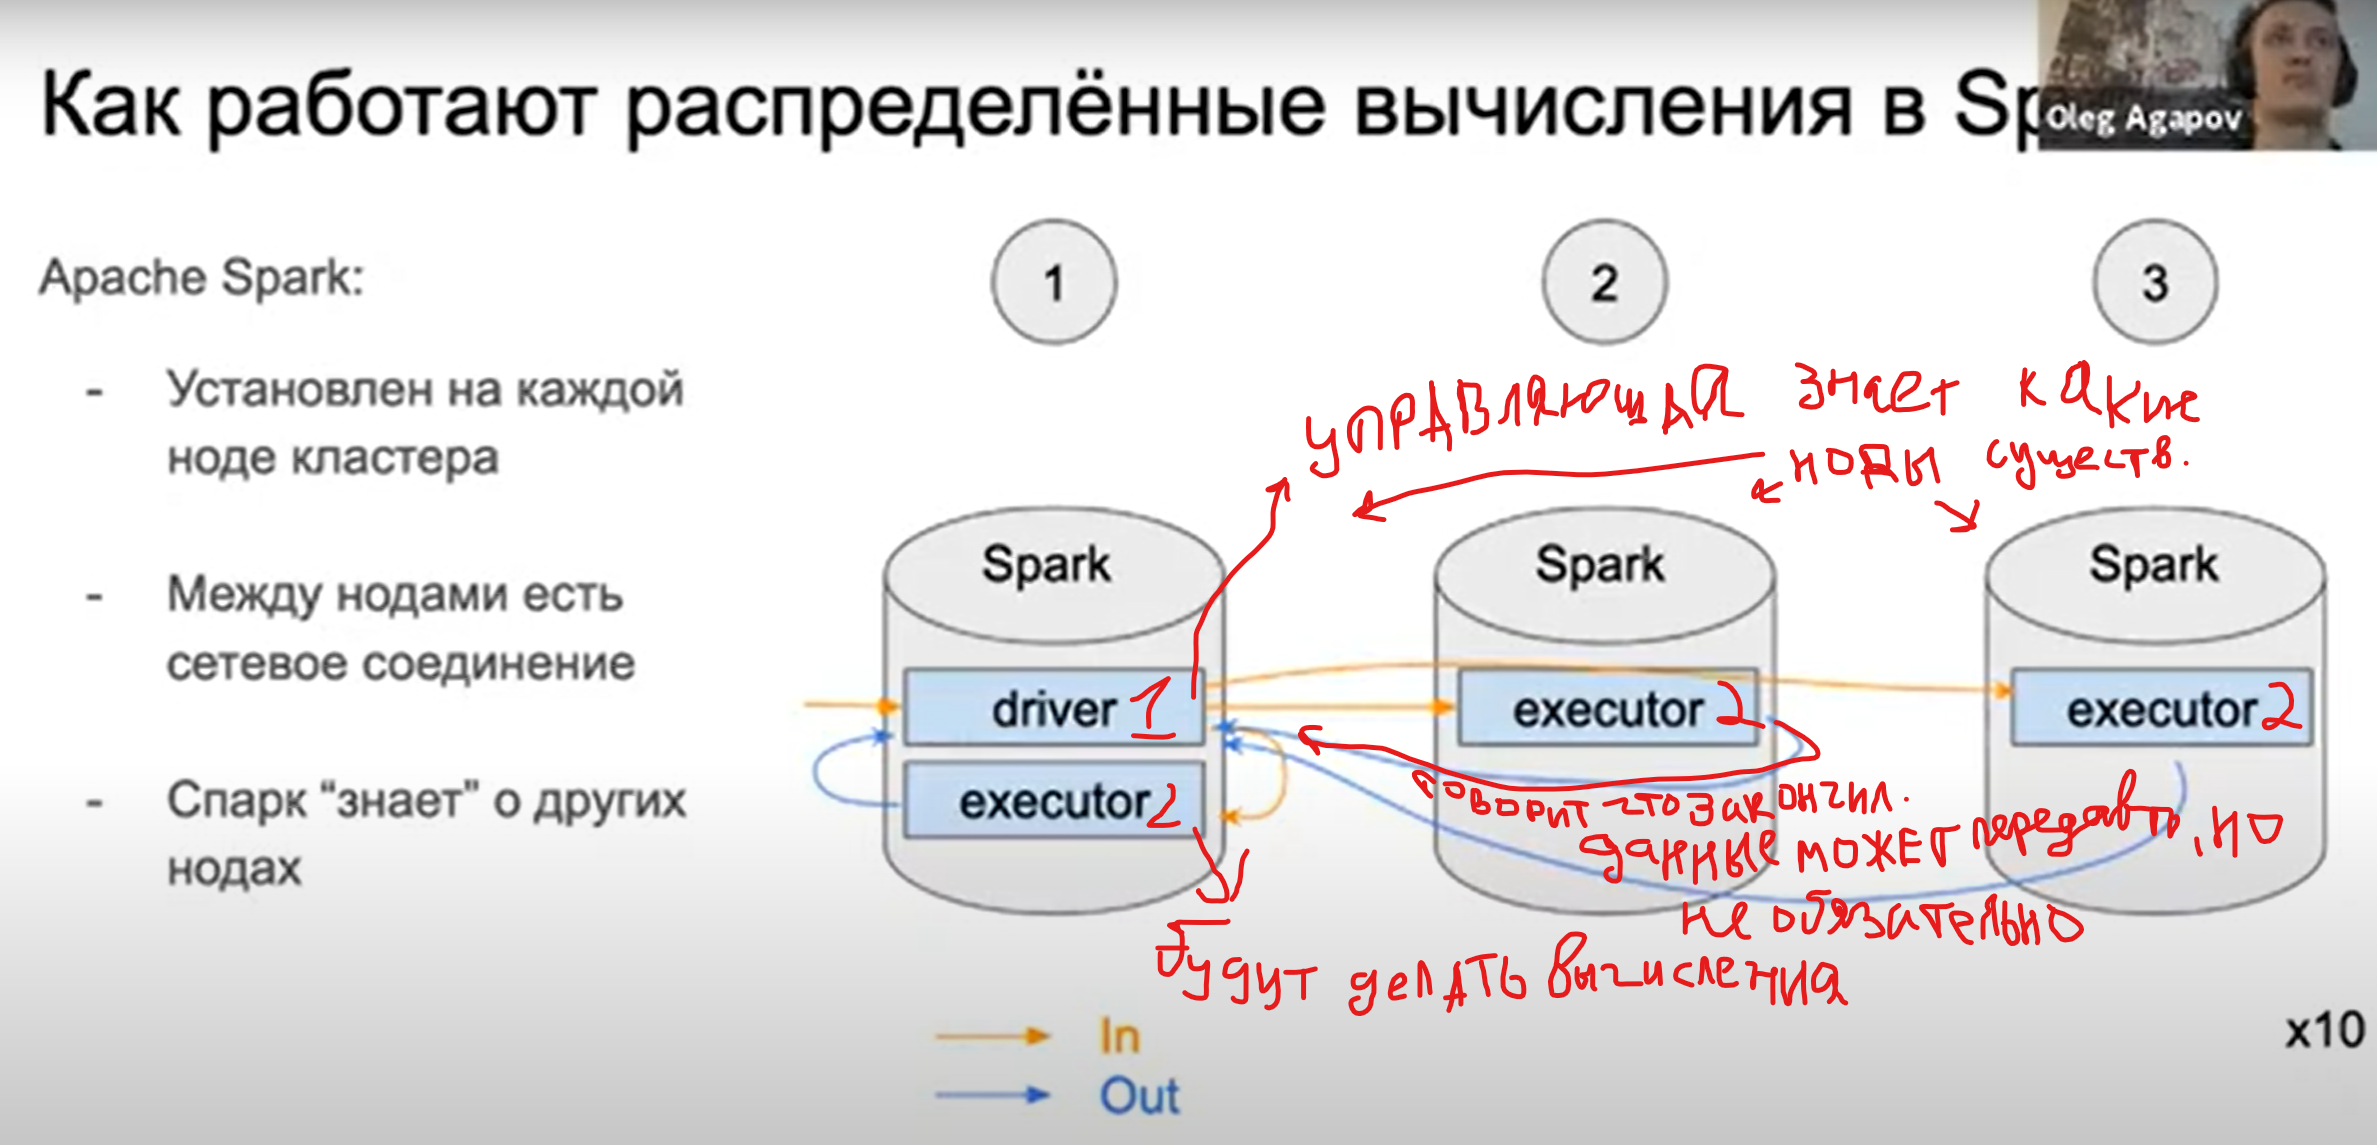 Как работают распределённые вычисления в Sp
Oleg Agapov
Apache Spark:
- Установлен на каждой
ноде кластера
- Между нодами есть
сетевое соединение
- Спарк “знает” о других
нодах
1
2
3
управляющая знает какие
ноды существ.
Spark
Spark
Spark
driver 1
executor 2
executor 2
executor 2
говорит что закончил.
данные может передавть, но
не обязательно
будут делать вычисления
In
Out
x10